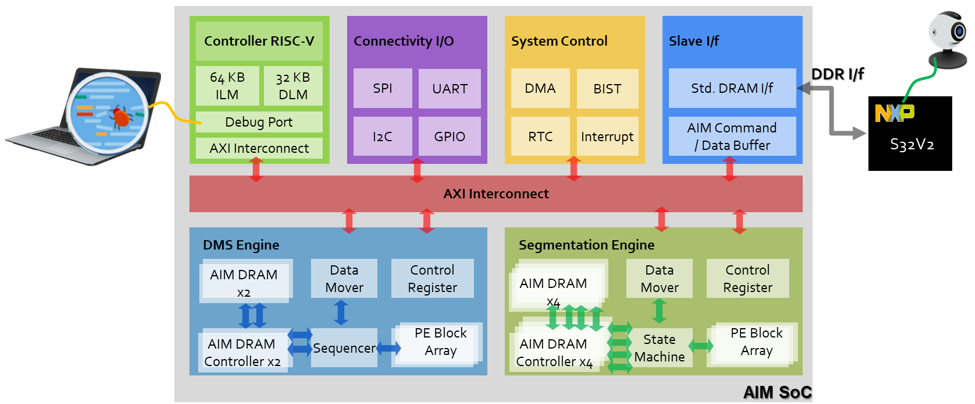 Controller RISC-V
64 KB
ILM
32 KB
DLM
Debug Port
AXI Interconnect
Connectivity I/O
SPI
UART
I2C
GPIO
System Control
DMA
BIST
RTC
Interrupt
Slave I/f
Std. DRAM I/f
AIM Command
/ Data Buffer
DDR I/f
NXP
S32V2
AXI Interconnect
DMS Engine
AIM DRAM
x2
Data
Mover
Control
Register
AIM DRAM
Controller x2
Sequencer
PE Block
Array
Segmentation Engine
AIM DRAM
x4
Data
Mover
Control
Register
AIM DRAM
Controller x4
State
Machine
PE Block
Array
AIM SoC